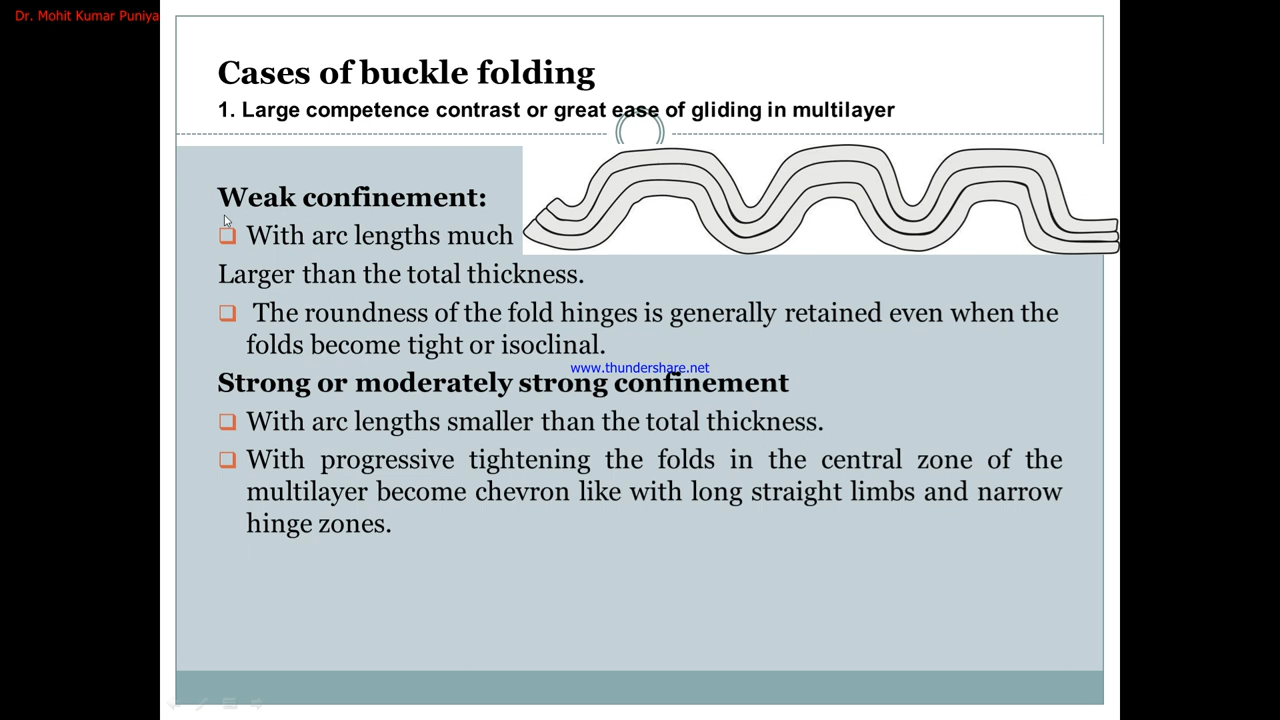 Dr. Mohit Kumar Puniya
Cases of buckle folding
1. Large competence contrast or great ease of gliding in multilayer
Weak confinement:
With arc lengths much
Larger than the total thickness.
The roundness of the fold hinges is generally retained even when the
folds become tight or isoclinal.
www.thundershare.net
Strong or moderately strong confinement
With arc lengths smaller than the total thickness.
With progressive tightening the folds in the central zone of the
multilayer become chevron like with long straight limbs and narrow
hinge zones.